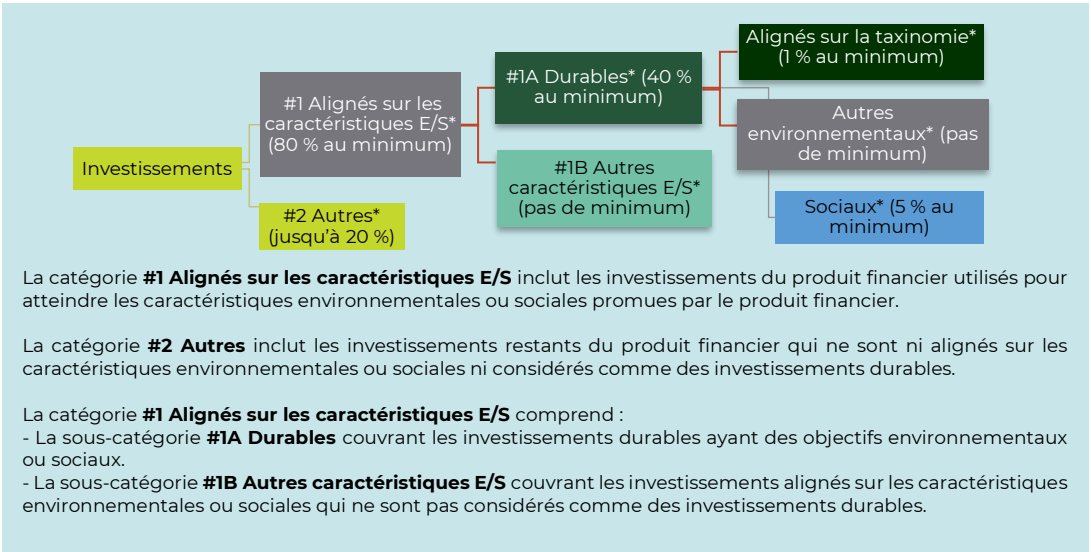 Investissements
#1 Alignés sur les
caractéristiques E/S*
(80 % au minimum)
#2 Autres*
(jusqu'à 20 %)
#1A Durables* (40 %
au minimum)
#1B Autres
caractéristiques E/S*
(pas de minimum)
Alignés sur la taxinomie*
(1 % au minimum)
Autres
environnementaux* (pas
de minimum)
Sociaux* (5 % au
minimum)
La catégorie #1 Alignés sur les caractéristiques E/S inclut les investissements du produit financier utilisés pour
atteindre les caractéristiques environnementales ou sociales promues par le produit financier.
La catégorie #2 Autres inclut les investissements restants du produit financier qui ne sont ni alignés sur les
caractéristiques environnementales ou sociales ni considérés comme des investissements durables.
La catégorie #1 Alignés sur les caractéristiques E/S comprend :
- La sous-catégorie #1A Durables couvrant les investissements durables ayant des objectifs environnementaux
ou sociaux.
- La sous-catégorie #1B Autres caractéristiques E/S couvrant les investissements alignés sur les caractéristiques
environnementales ou sociales qui ne sont pas considérés comme des investissements durables.